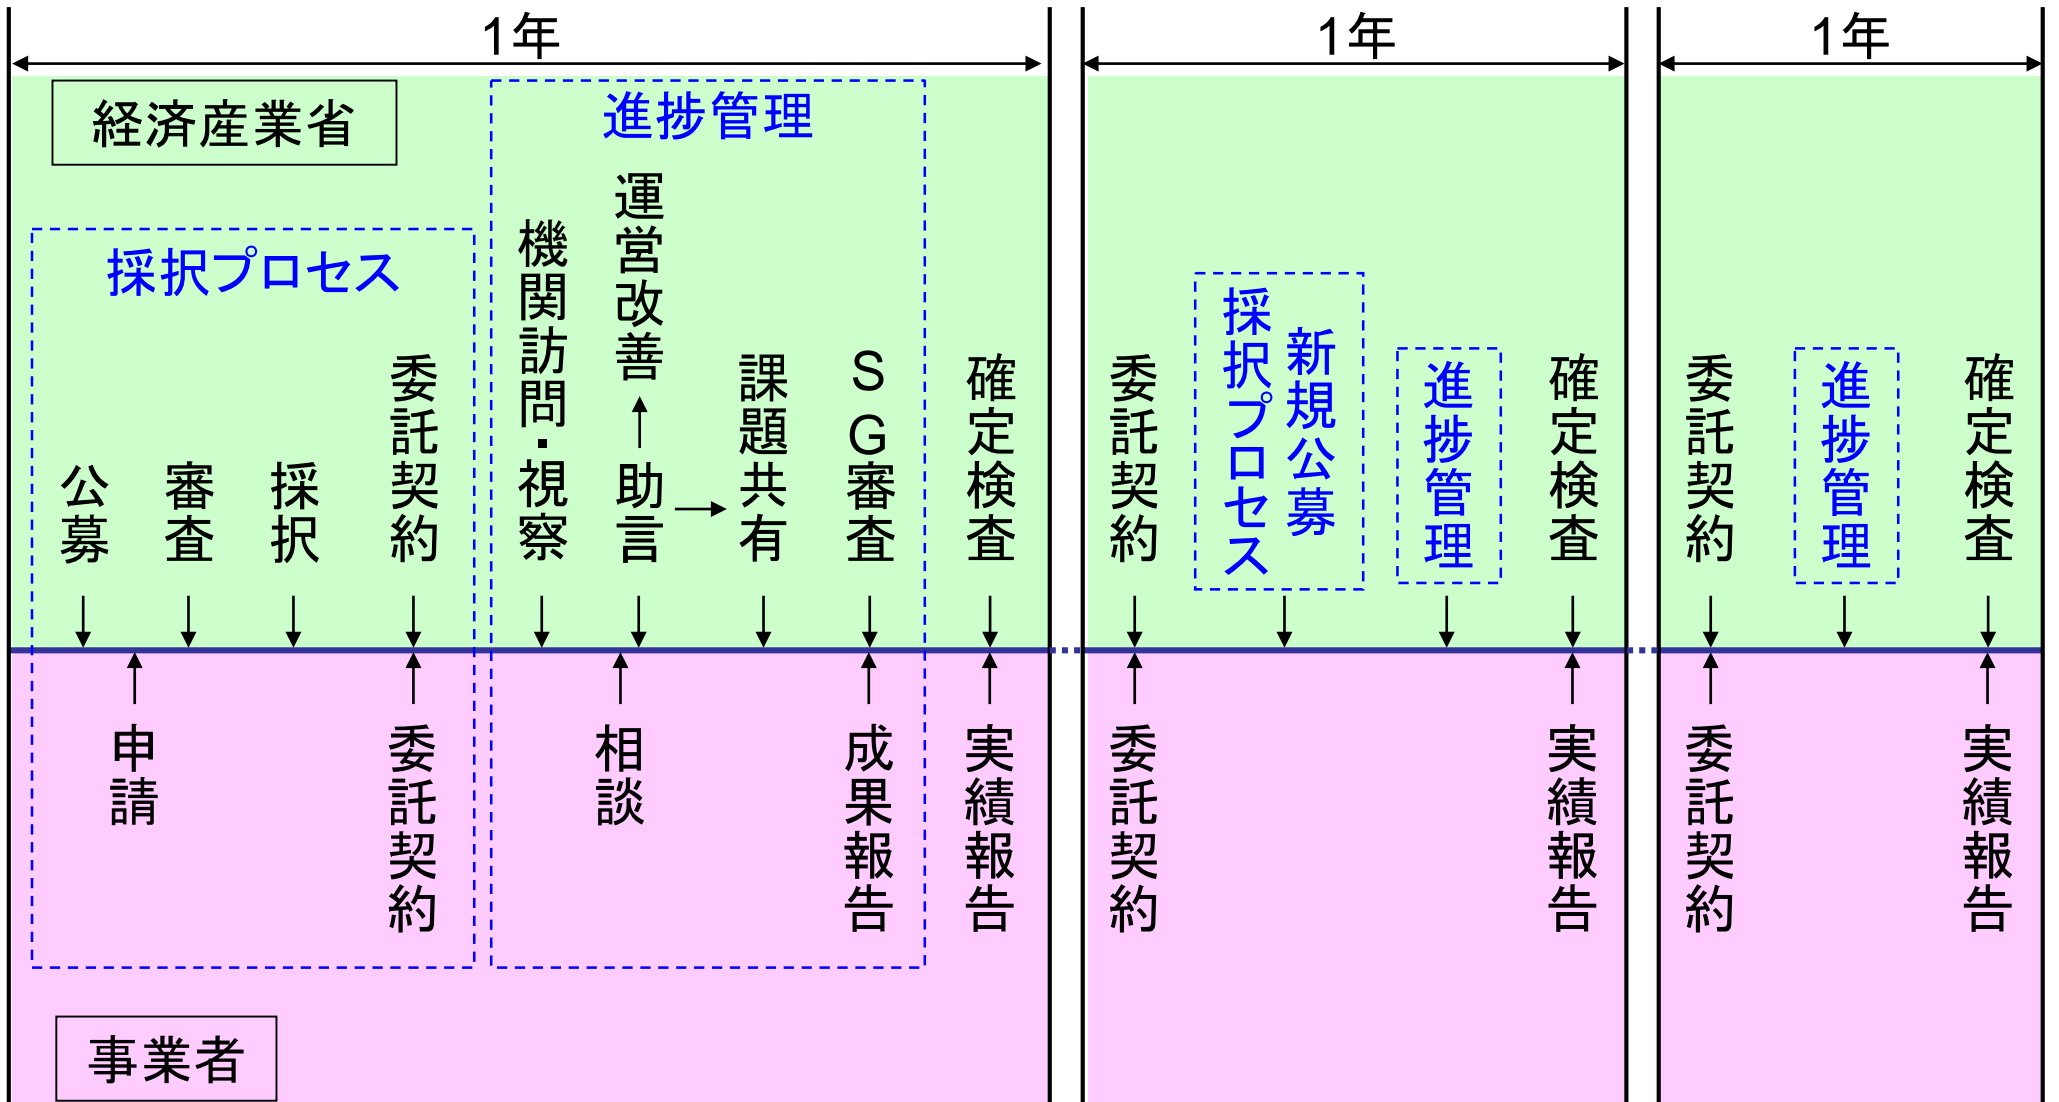 1年
経済産業省
採択プロセス
公募
審査
採択
委託契約
進捗管理
機関訪問・視察
運営改善
助言
課題共有
SG審査
確定検査
申請
委託契約
相談
成果報告
実績報告
事業者
1年
委託契約
新規公募
採択プロセス
進捗管理
確定検査
委託契約
実績報告
1年
委託契約
進捗管理
確定検査
委託契約
実績報告